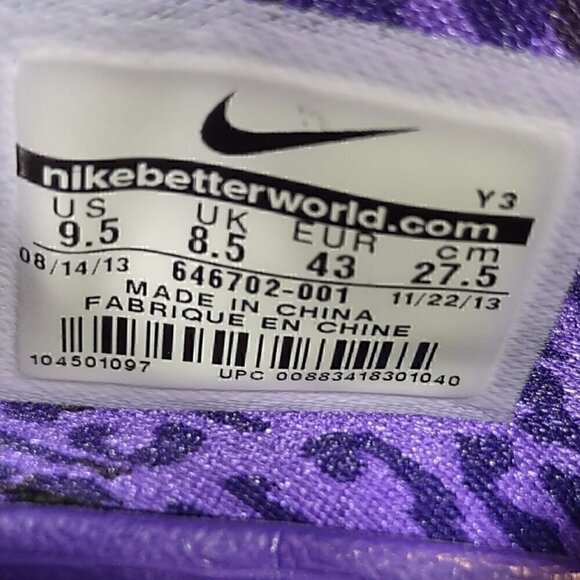 nikebetterworld.com
Y3
US UK EUR cm
9.5 8.5 43 27.5
08/14/13 646702-001 11/22/13
MADE IN CHINA
FABRIQUE EN CHINE
104501097 UPC 00883418301040